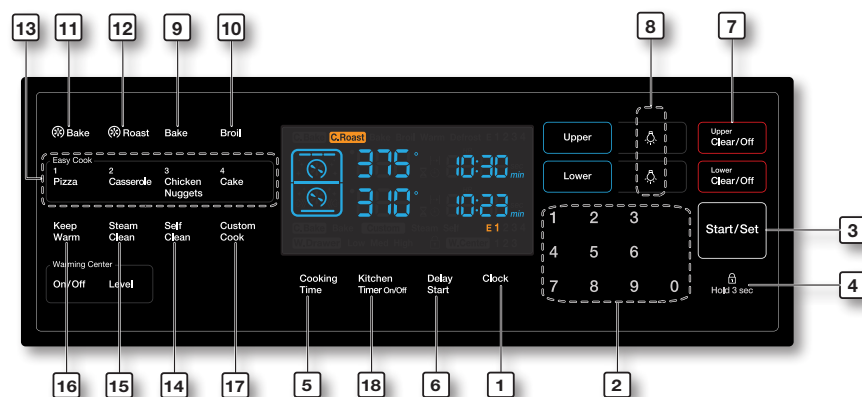 13
11
12
9
10
8
7
Bake
Roast
Bake
Broil
C.Roast
Upper
Upper
Clear/Off
Easy Cook
1
Pizza
2
Casserole
3
Chicken
Nuggets
4
Cake
375°
10:30 min
310°
10:23 min
E 1
Lower
Lower
Clear/Off
Keep
Warm
Steam
Clean
Self
Clean
Custom
Cook
1 2 3
4 5 6
7 8 9 0
Start/Set
3
Hold 3 sec
4
Warming Center
On/Off
Level
Cooking
Time
Kitchen
Timer On/Off
Delay
Start
Clock
16
15
14
17
5
18
6
1
2